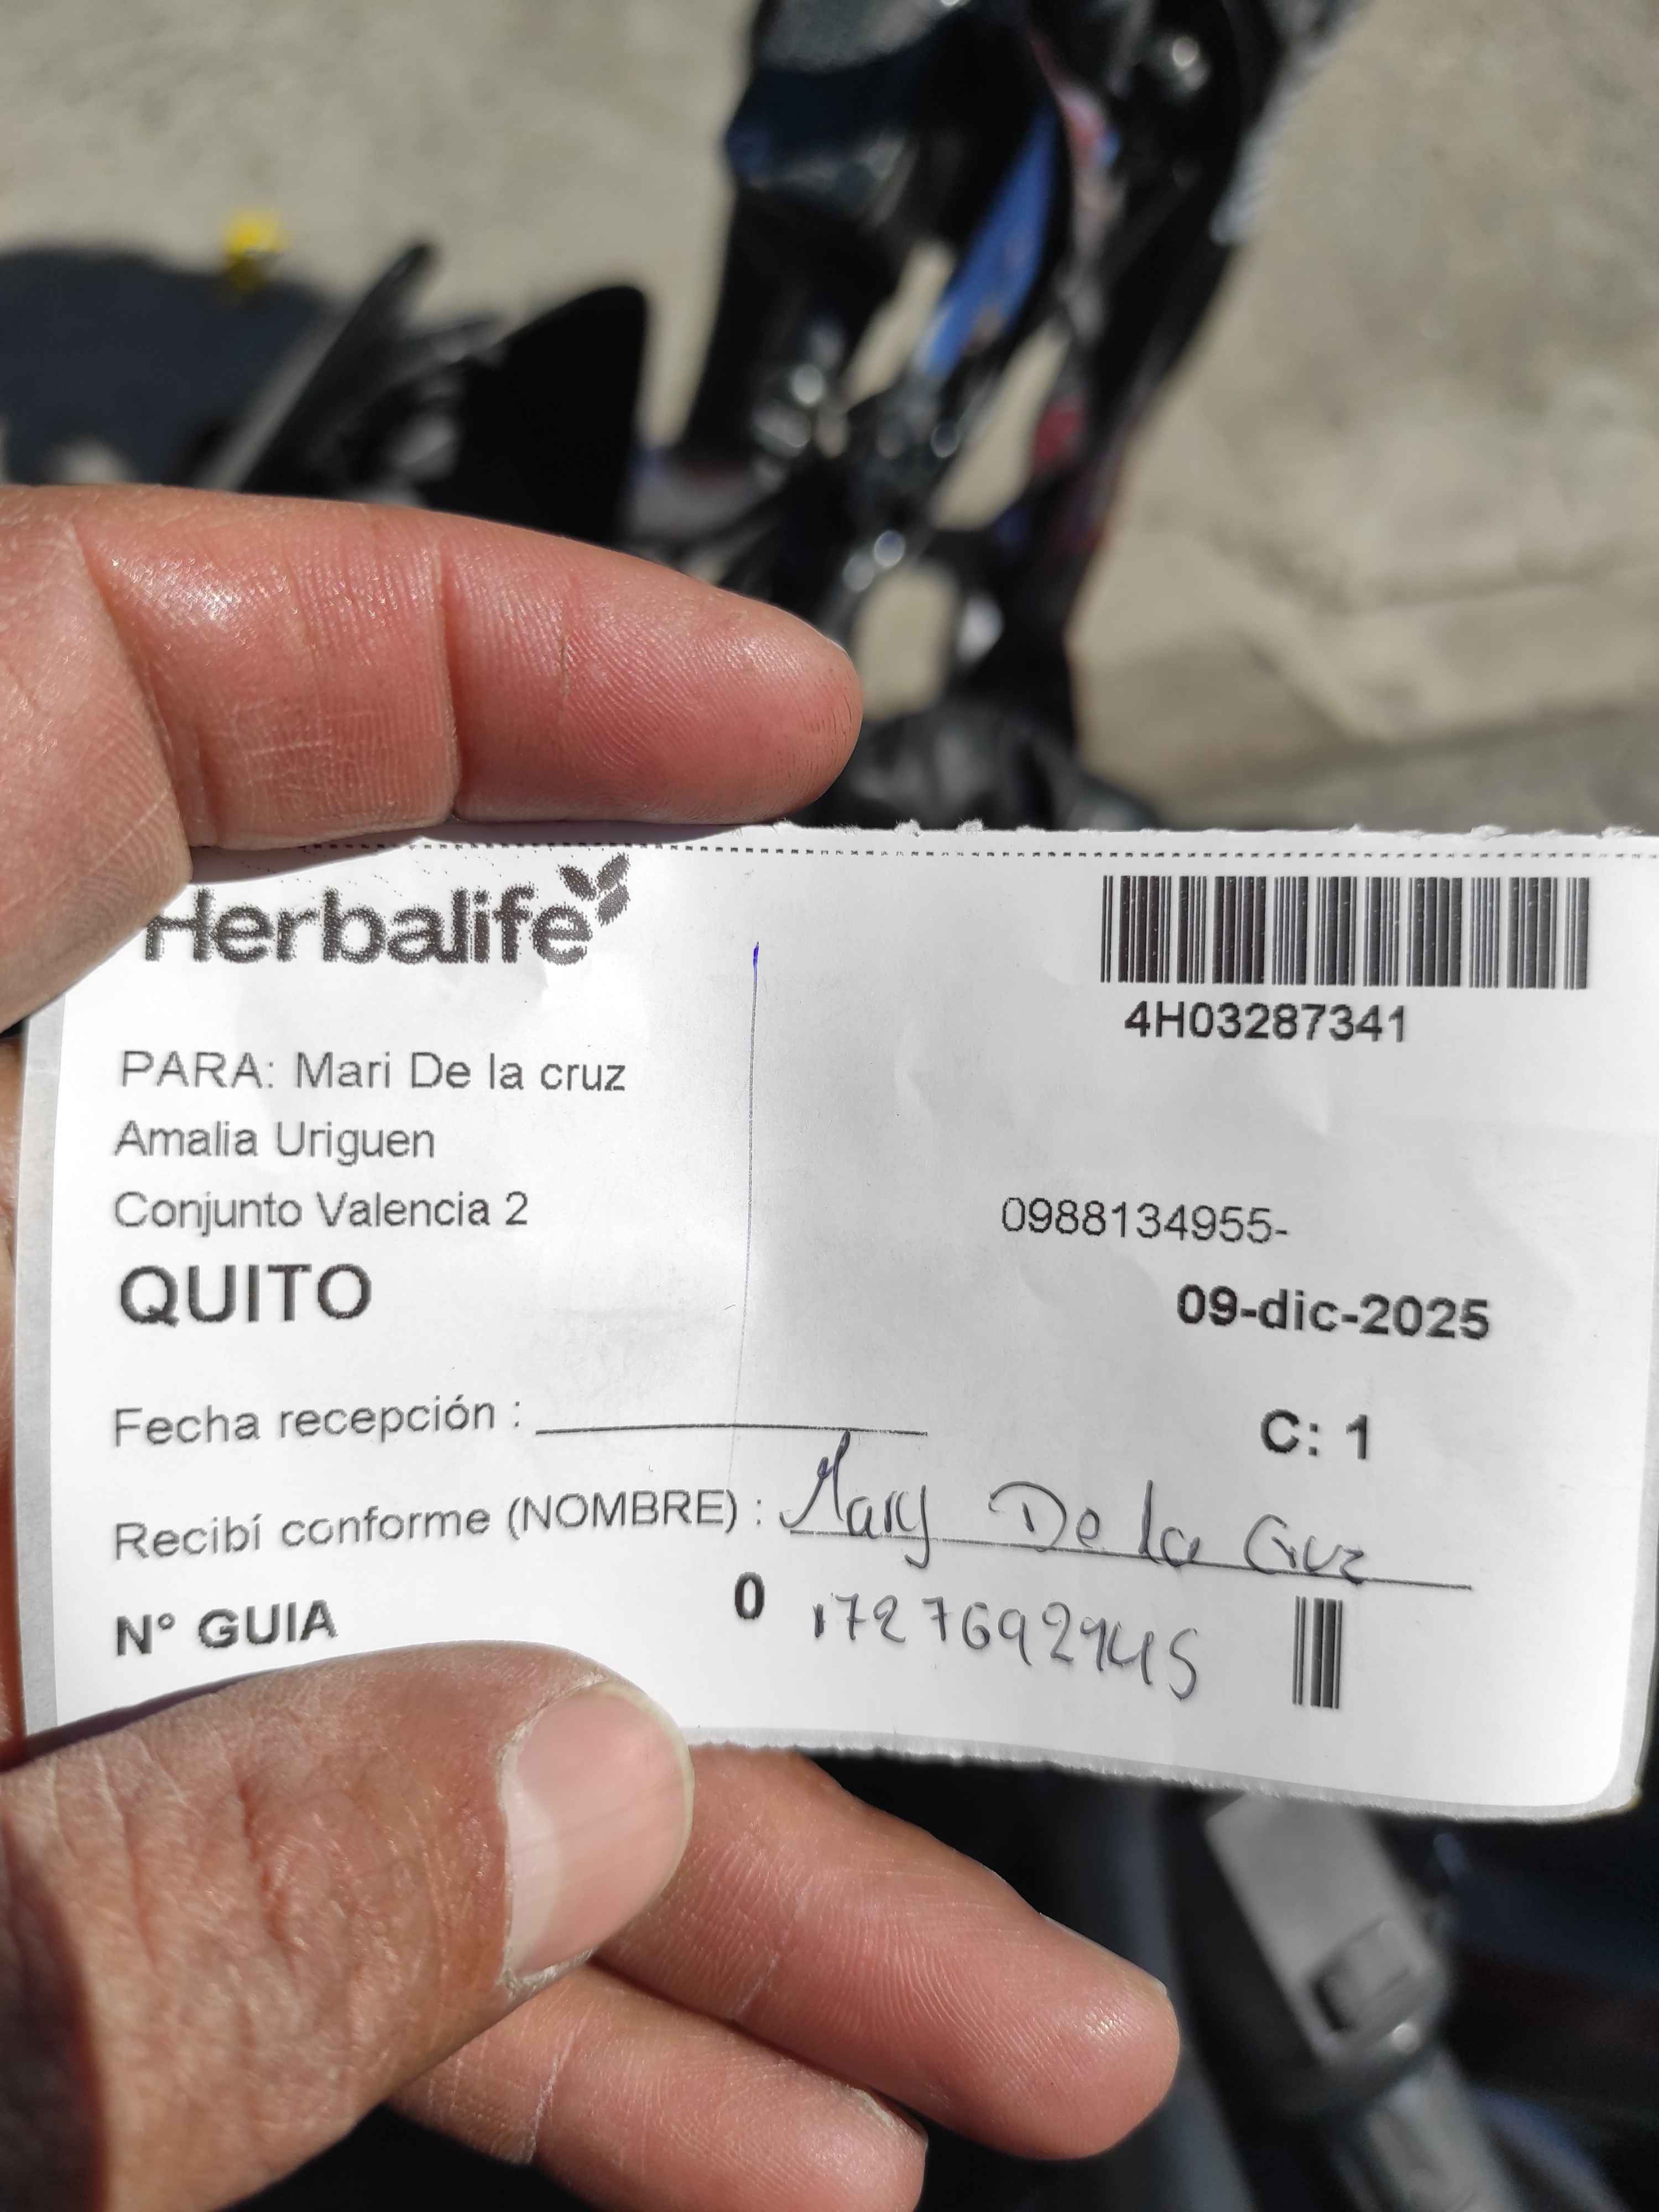 Herbalife
4H03287341
PARA: Mari De la cruz
Amalia Uriguen
Conjunto Valencia 2
0988134955-
QUITO
09-dic-2025
Fecha recepción :
C: 1
Recibí conforme (NOMBRE) : Mary De la Cruz
N° GUIA 0 1727692945